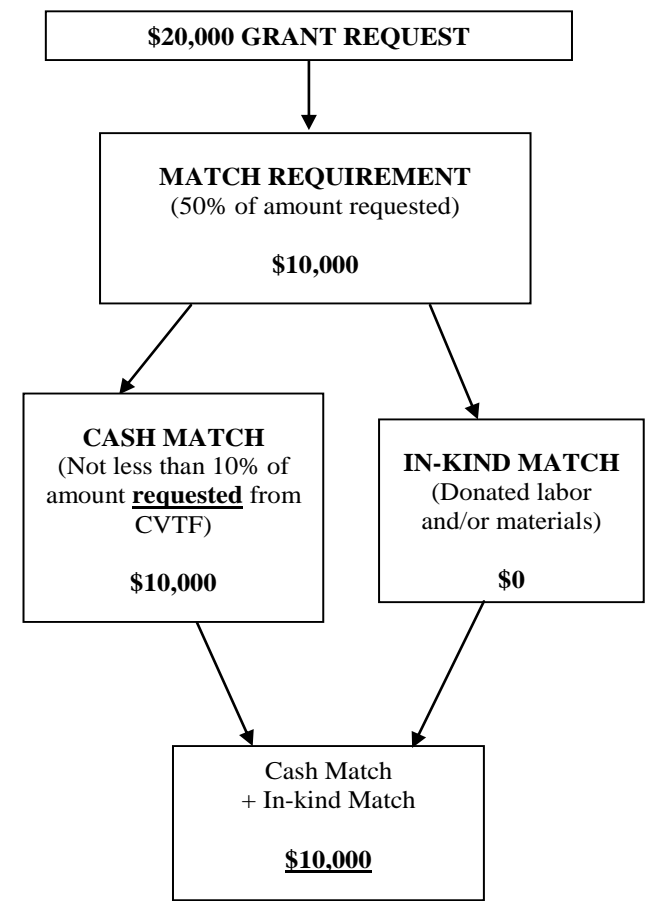 $20,000 GRANT REQUEST
MATCH REQUIREMENT
(50% of amount requested)
$10,000
CASH MATCH
(Not less than 10% of
amount requested from
CVTF)
$10,000
IN-KIND MATCH
(Donated labor
and/or materials)
$0
Cash Match
+ In-kind Match
$10,000